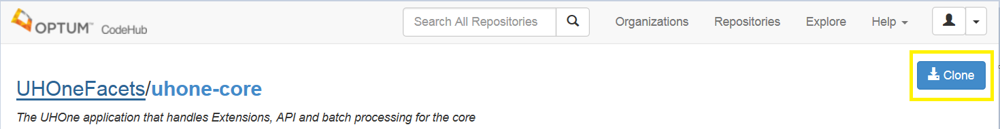 OPTUM™ CodeHub
Search All Repositories
Organizations
Repositories
Explore
Help
Clone
UHOneFacets/uhone-core
The UHOne application that handles Extensions, API and batch processing for the core